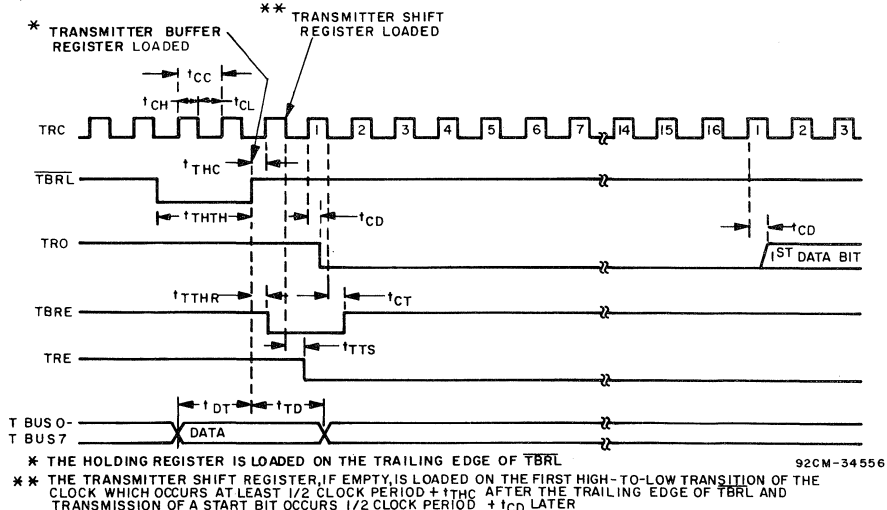 ** TRANSMITTER SHIFT
REGISTER LOADED
* TRANSMITTER BUFFER
REGISTER LOADED
tCC
tCH
tCL
TRC
1 2 3 4 5 6 7 14 15 16 1 2 3
tTHC
TBRL
tTHTH
tCD
tCD
TRO
1ST DATA BIT
tTTHR
tCT
TBRE
tTTS
TRE
tDT
tTD
T BUS 0-
T BUS 7
DATA
* THE HOLDING REGISTER IS LOADED ON THE TRAILING EDGE OF TBRL
92CM-34556
** THE TRANSMITTER SHIFT REGISTER, IF EMPTY, IS LOADED ON THE FIRST HIGH-TO-LOW TRANSITION OF THE
CLOCK WHICH OCCURS AT LEAST 1/2 CLOCK PERIOD + tTHC AFTER THE TRAILING EDGE OF TBRL AND
TRANSMISSION OF A START BIT OCCURS 1/2 CLOCK PERIOD + tCD LATER